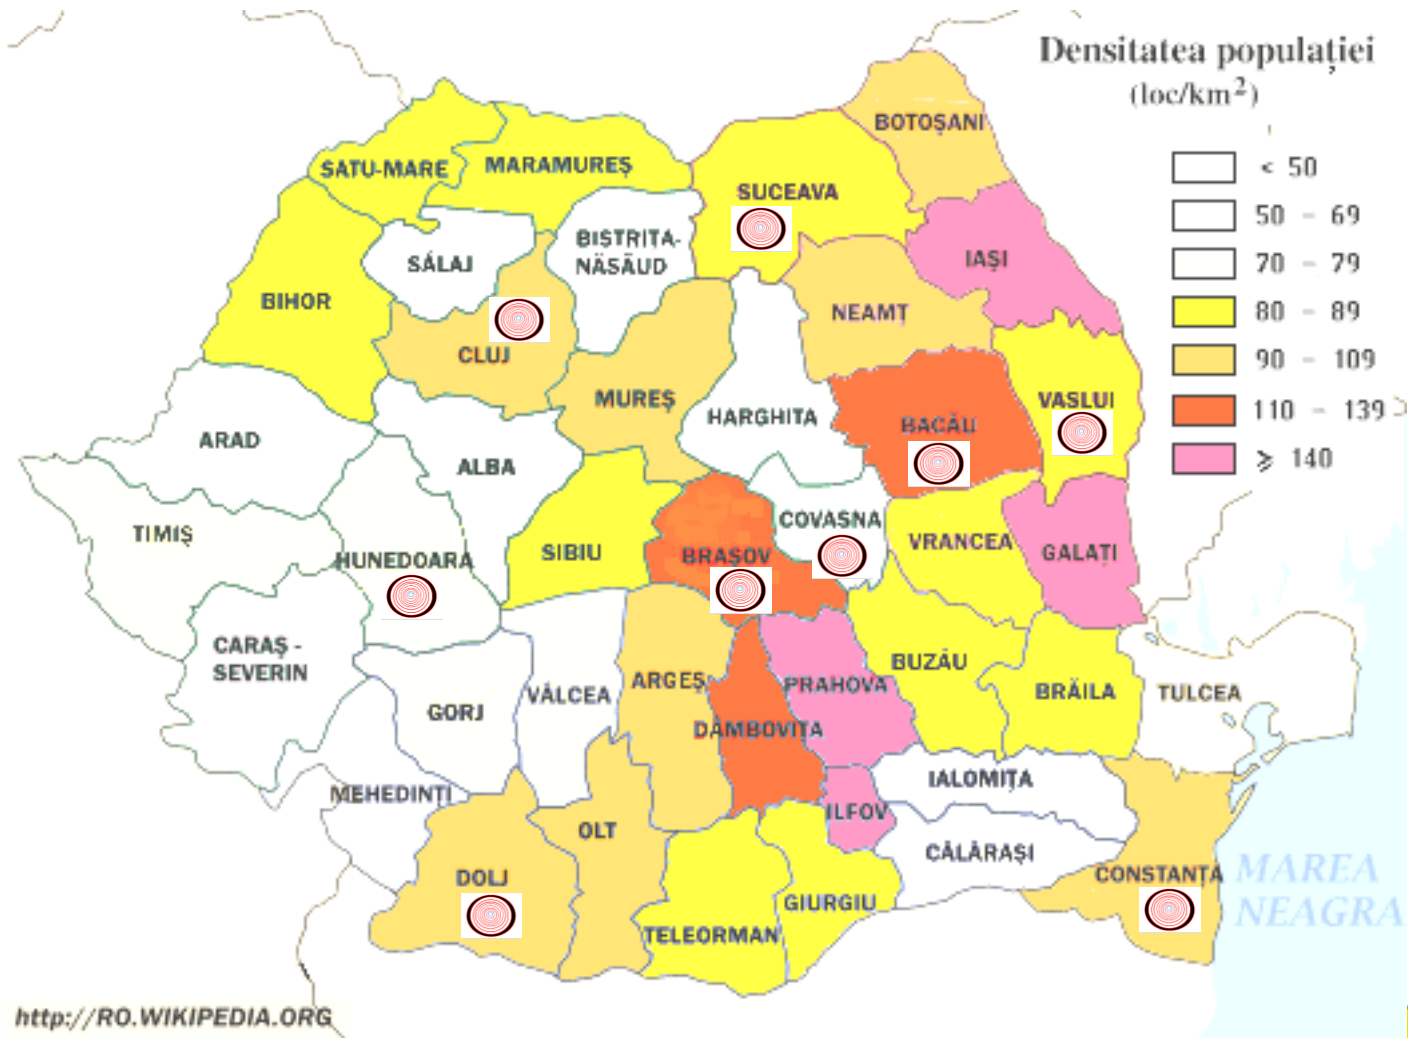 Densitatea populației
(loc/km²)
< 50
50 - 69
70 - 79
80 - 89
90 - 109
110 - 139
⩾ 140
BOTOȘANI
SATU-MARE
MARAMUREȘ
SUCEAVA
BISTRITA-
NĂSĂUD
SĂLAJ
IAȘI
BIHOR
NEAMȚ
CLUJ
MUREȘ
HARGHITA
BACĂU
VASLUI
ARAD
ALBA
TIMIȘ
HUNEDOARA
SIBIU
BRAȘOV
COVASNA
VRANCEA
GALAȚI
CARAȘ -
SEVERIN
GORJ
VÂLCEA
ARGEȘ
PRAHOVA
DÂMBOVIȚA
BUZĂU
BRĂILA
TULCEA
MEHEDINȚI
IALOMIȚA
ILFOV
OLT
CĂLĂRAȘI
DOLJ
GIURGIU
TELEORMAN
CONSTANȚA
MAREA
NEAGRA
http://RO.WIKIPEDIA.ORG